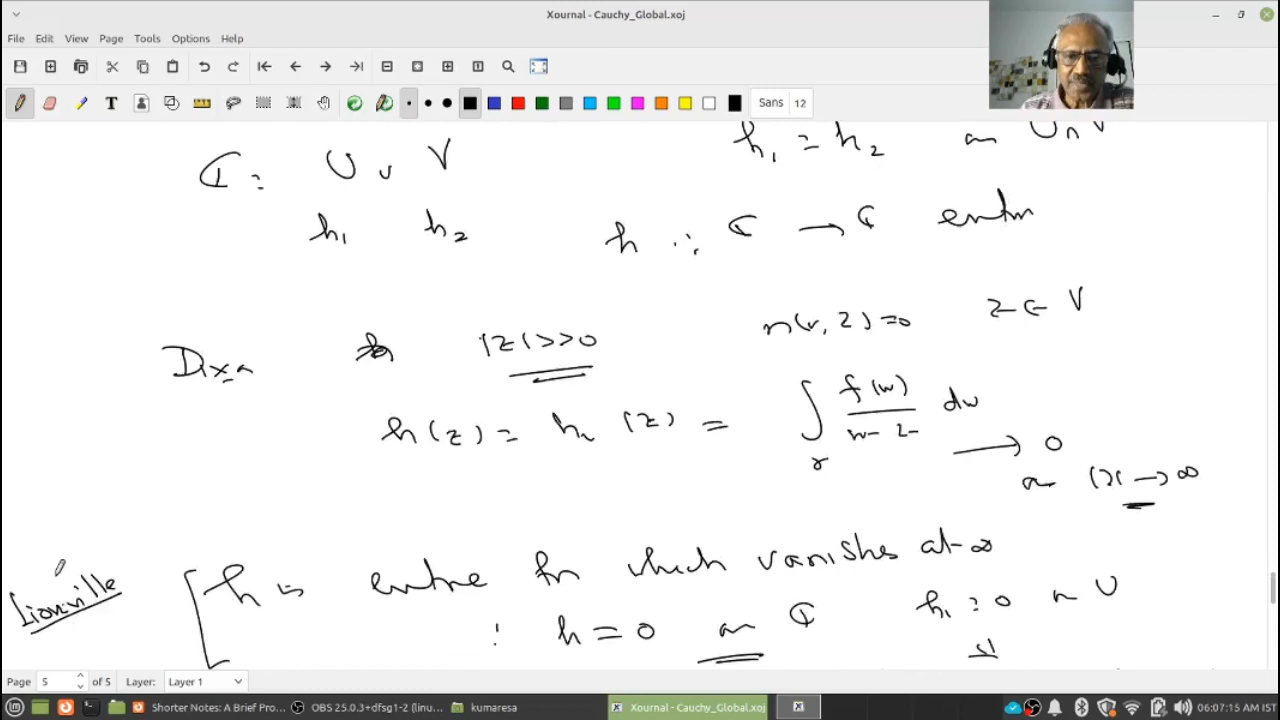 Xournal - Cauchy_Global.xoj
File Edit View Page Tools Options Help
Sans 12
h₁ = h₂ on U∩V
ℂ = U ∪ V
h₁ h₂ h : ℂ → ℂ entire
Dixon |z|>>0 n(γ, z)=0 z ∈ V
h(z) = h₂(z) = ∫γ f(w)/(w-z) dw → 0
as |z| → ∞
Liouville [ h is entire fn which vanishes at ∞
∴ h = 0 on ℂ h₁ = 0 on U
Page 5 of 5 Layer: Layer 1
Shorter Notes: A Brief Pro... OBS 25.0.3+dfsg1-2 (linu... kumaresa Xournal - Cauchy_Global.xoj 06:07:15 AM IST